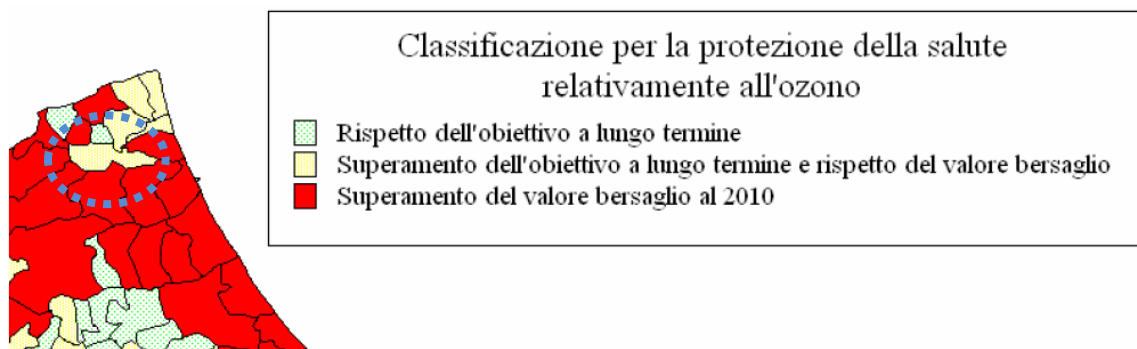 Classificazione per la protezione della salute
relativamente all'ozono
Rispetto dell'obiettivo a lungo termine
Superamento dell'obiettivo a lungo termine e rispetto del valore bersaglio
Superamento del valore bersaglio al 2010